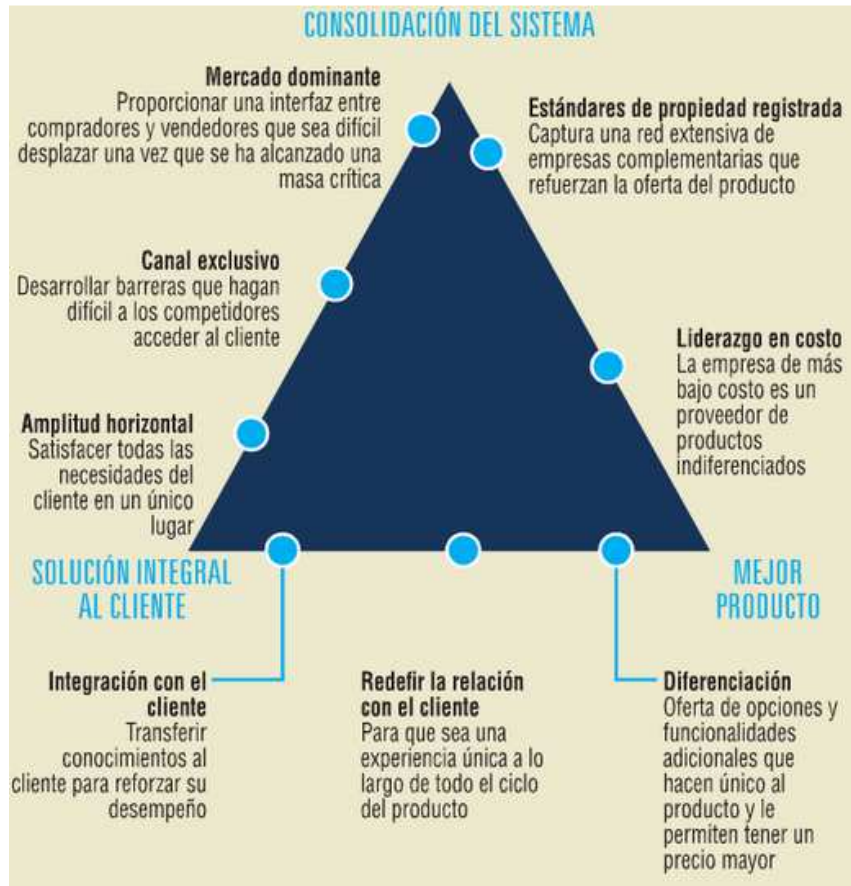 CONSOLIDACIÓN DEL SISTEMA
Mercado dominante
Proporcionar una interfaz entre
compradores y vendedores que sea difícil
desplazar una vez que se ha alcanzado una
masa crítica
Estándares de propiedad registrada
Captura una red extensiva de
empresas complementarias que
refuerzan la oferta del producto
Canal exclusivo
Desarrollar barreras que hagan
difícil a los competidores
acceder al cliente
Liderazgo en costo
La empresa de más
bajo costo es un
proveedor de
productos
indiferenciados
Amplitud horizontal
Satisfacer todas las
necesidades del
cliente en un único
lugar
SOLUCIÓN INTEGRAL
AL CLIENTE
MEJOR
PRODUCTO
Integración con el
cliente
Transferir
conocimientos al
cliente para reforzar su
desempeño
Redefir la relación
con el cliente
Para que sea una
experiencia única a lo
largo de todo el ciclo
del producto
Diferenciación
Oferta de opciones y
funcionalidades
adicionales que
hacen único al
producto y le
permiten tener un
precio mayor